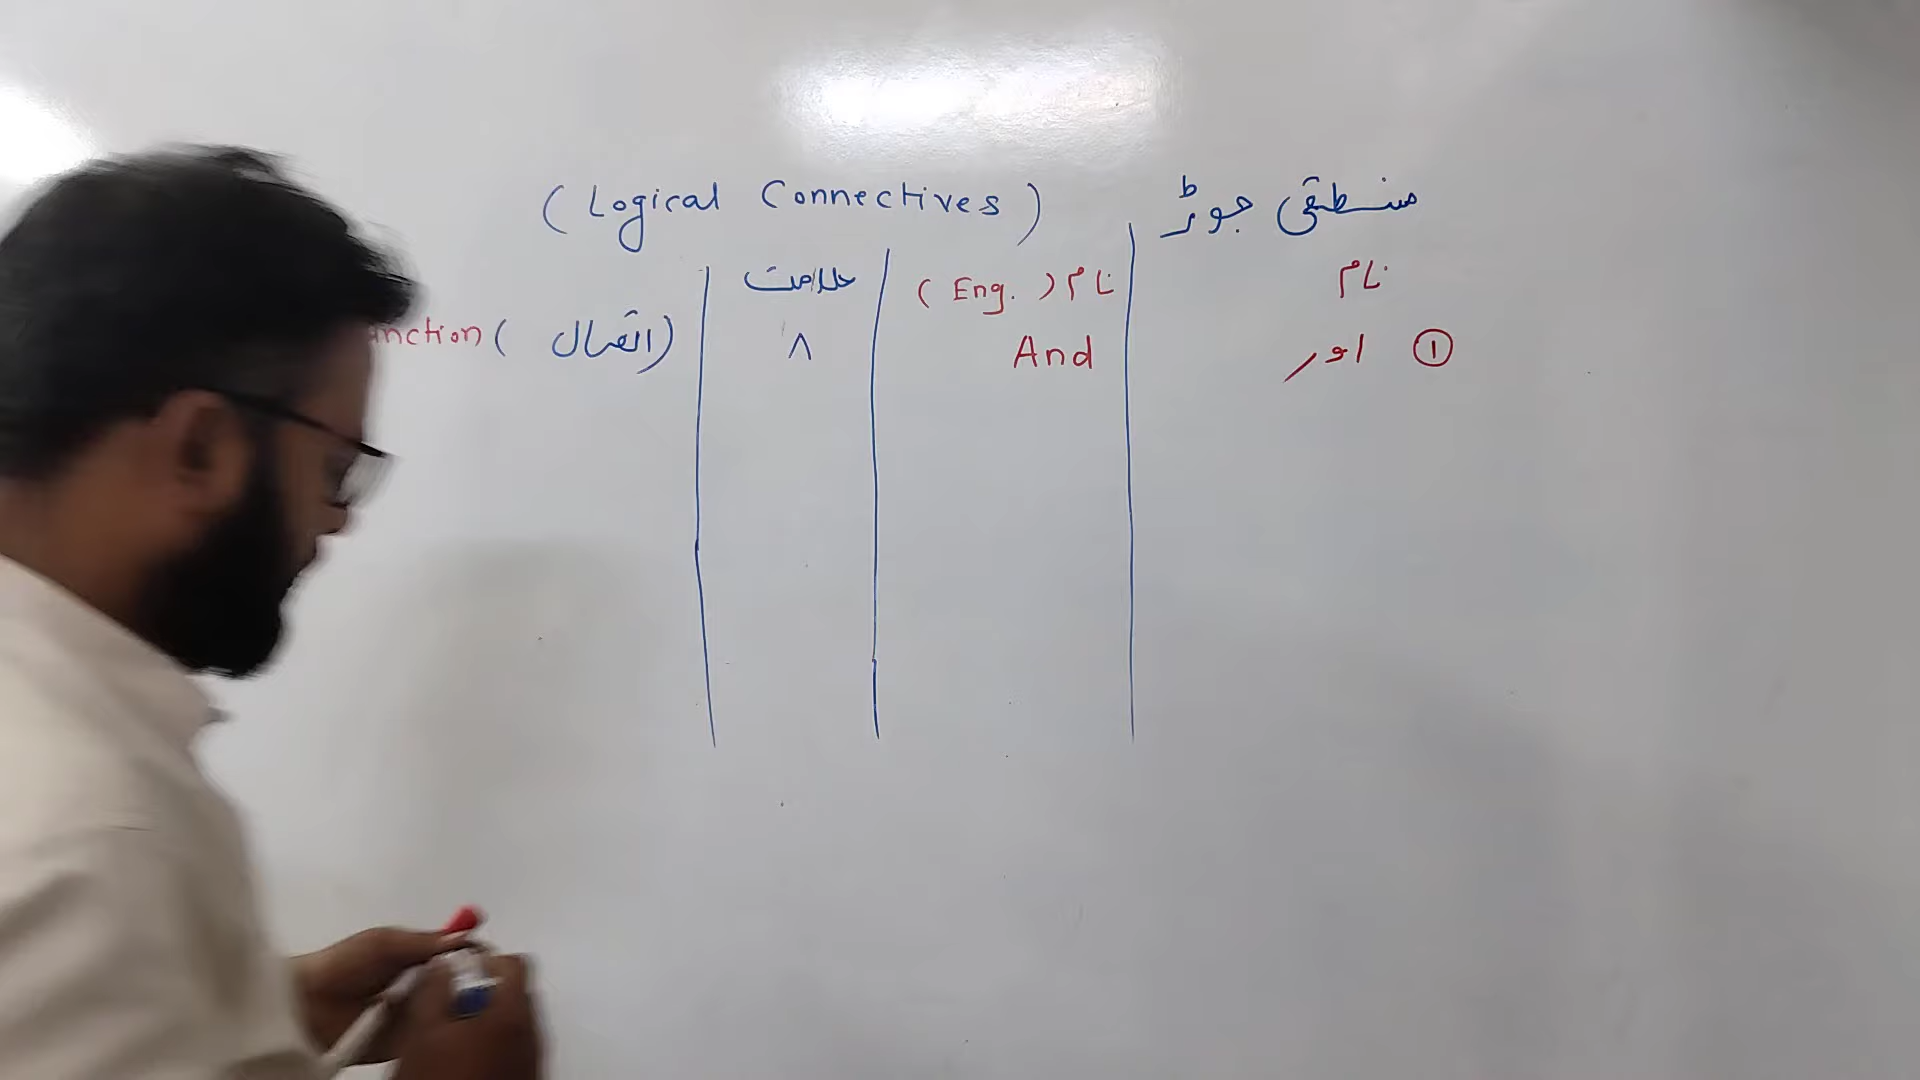 منطقی جوڑ (Logical Connectives)
نام نام (Eng.) علامت
① اور And ∧ (اتصال) nction